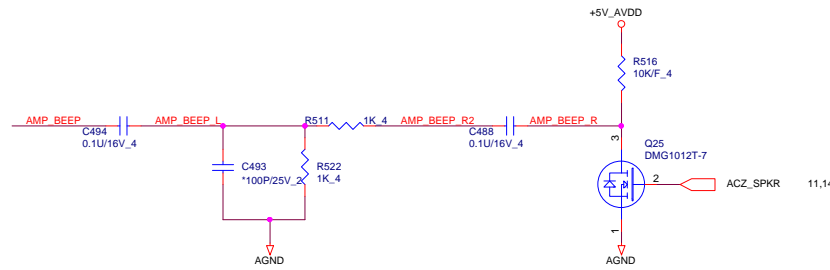 +5V_AVDD
R516
10K/F_4
AMP_BEEP
AMP_BEEP_L
R511
1K_4
AMP_BEEP_R2
AMP_BEEP_R
C494
0.1U/16V_4
C488
0.1U/16V_4
3
Q25
DMG1012T-7
C493
*100P/25V_2
R522
1K_4
2
ACZ_SPKR
11,14
1
AGND
AGND